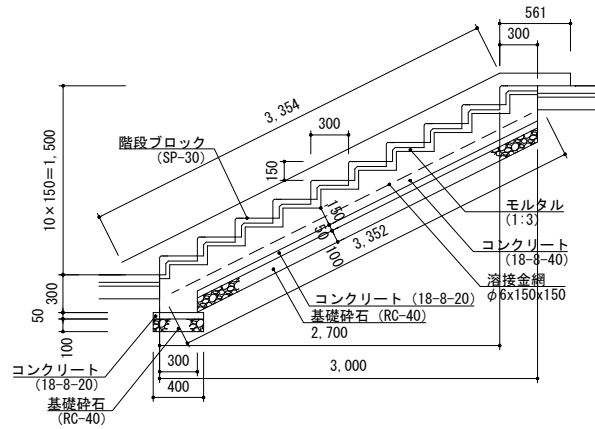 561
300
3,354
300
階段ブロック
(SP-30)
150
10×150=1,500
モルタル
(1:3)
150
50
100
3,352
コンクリート
(18-8-40)
溶接金網
φ6x150x150
300
50
100
コンクリート (18-8-20)
基礎砕石 (RC-40)
2,700
コンクリート
(18-8-20)
300
3,000
400
基礎砕石
(RC-40)